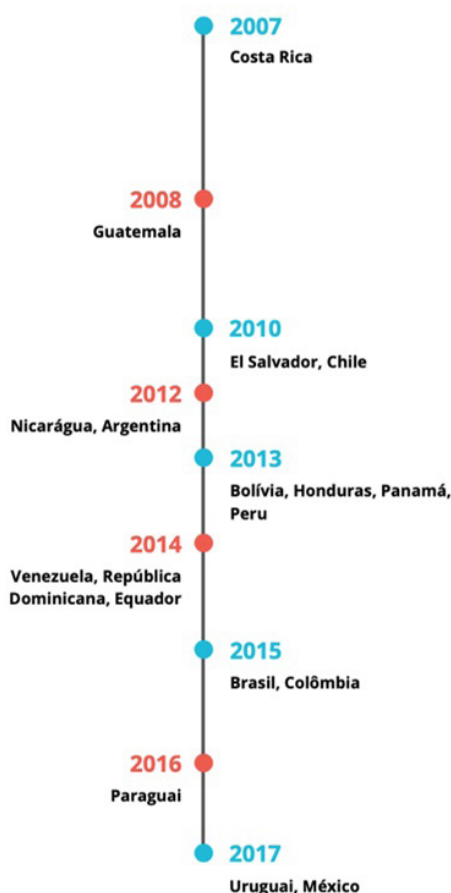 2007
Costa Rica
2008
Guatemala
2010
El Salvador, Chile
2012
Nicarágua, Argentina
2013
Bolívia, Honduras, Panamá,
Peru
2014
Venezuela, República
Dominicana, Equador
2015
Brasil, Colômbia
2016
Paraguai
2017
Uruguai, México